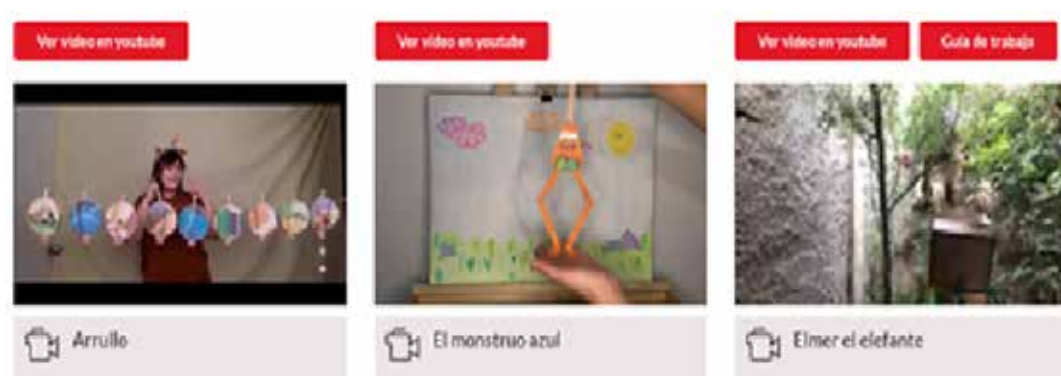 Ver video en youtube
Ver video en youtube
Ver video en youtube
Guía de trabajo
Arrullo
El monstruo azul
Elmer el elefante